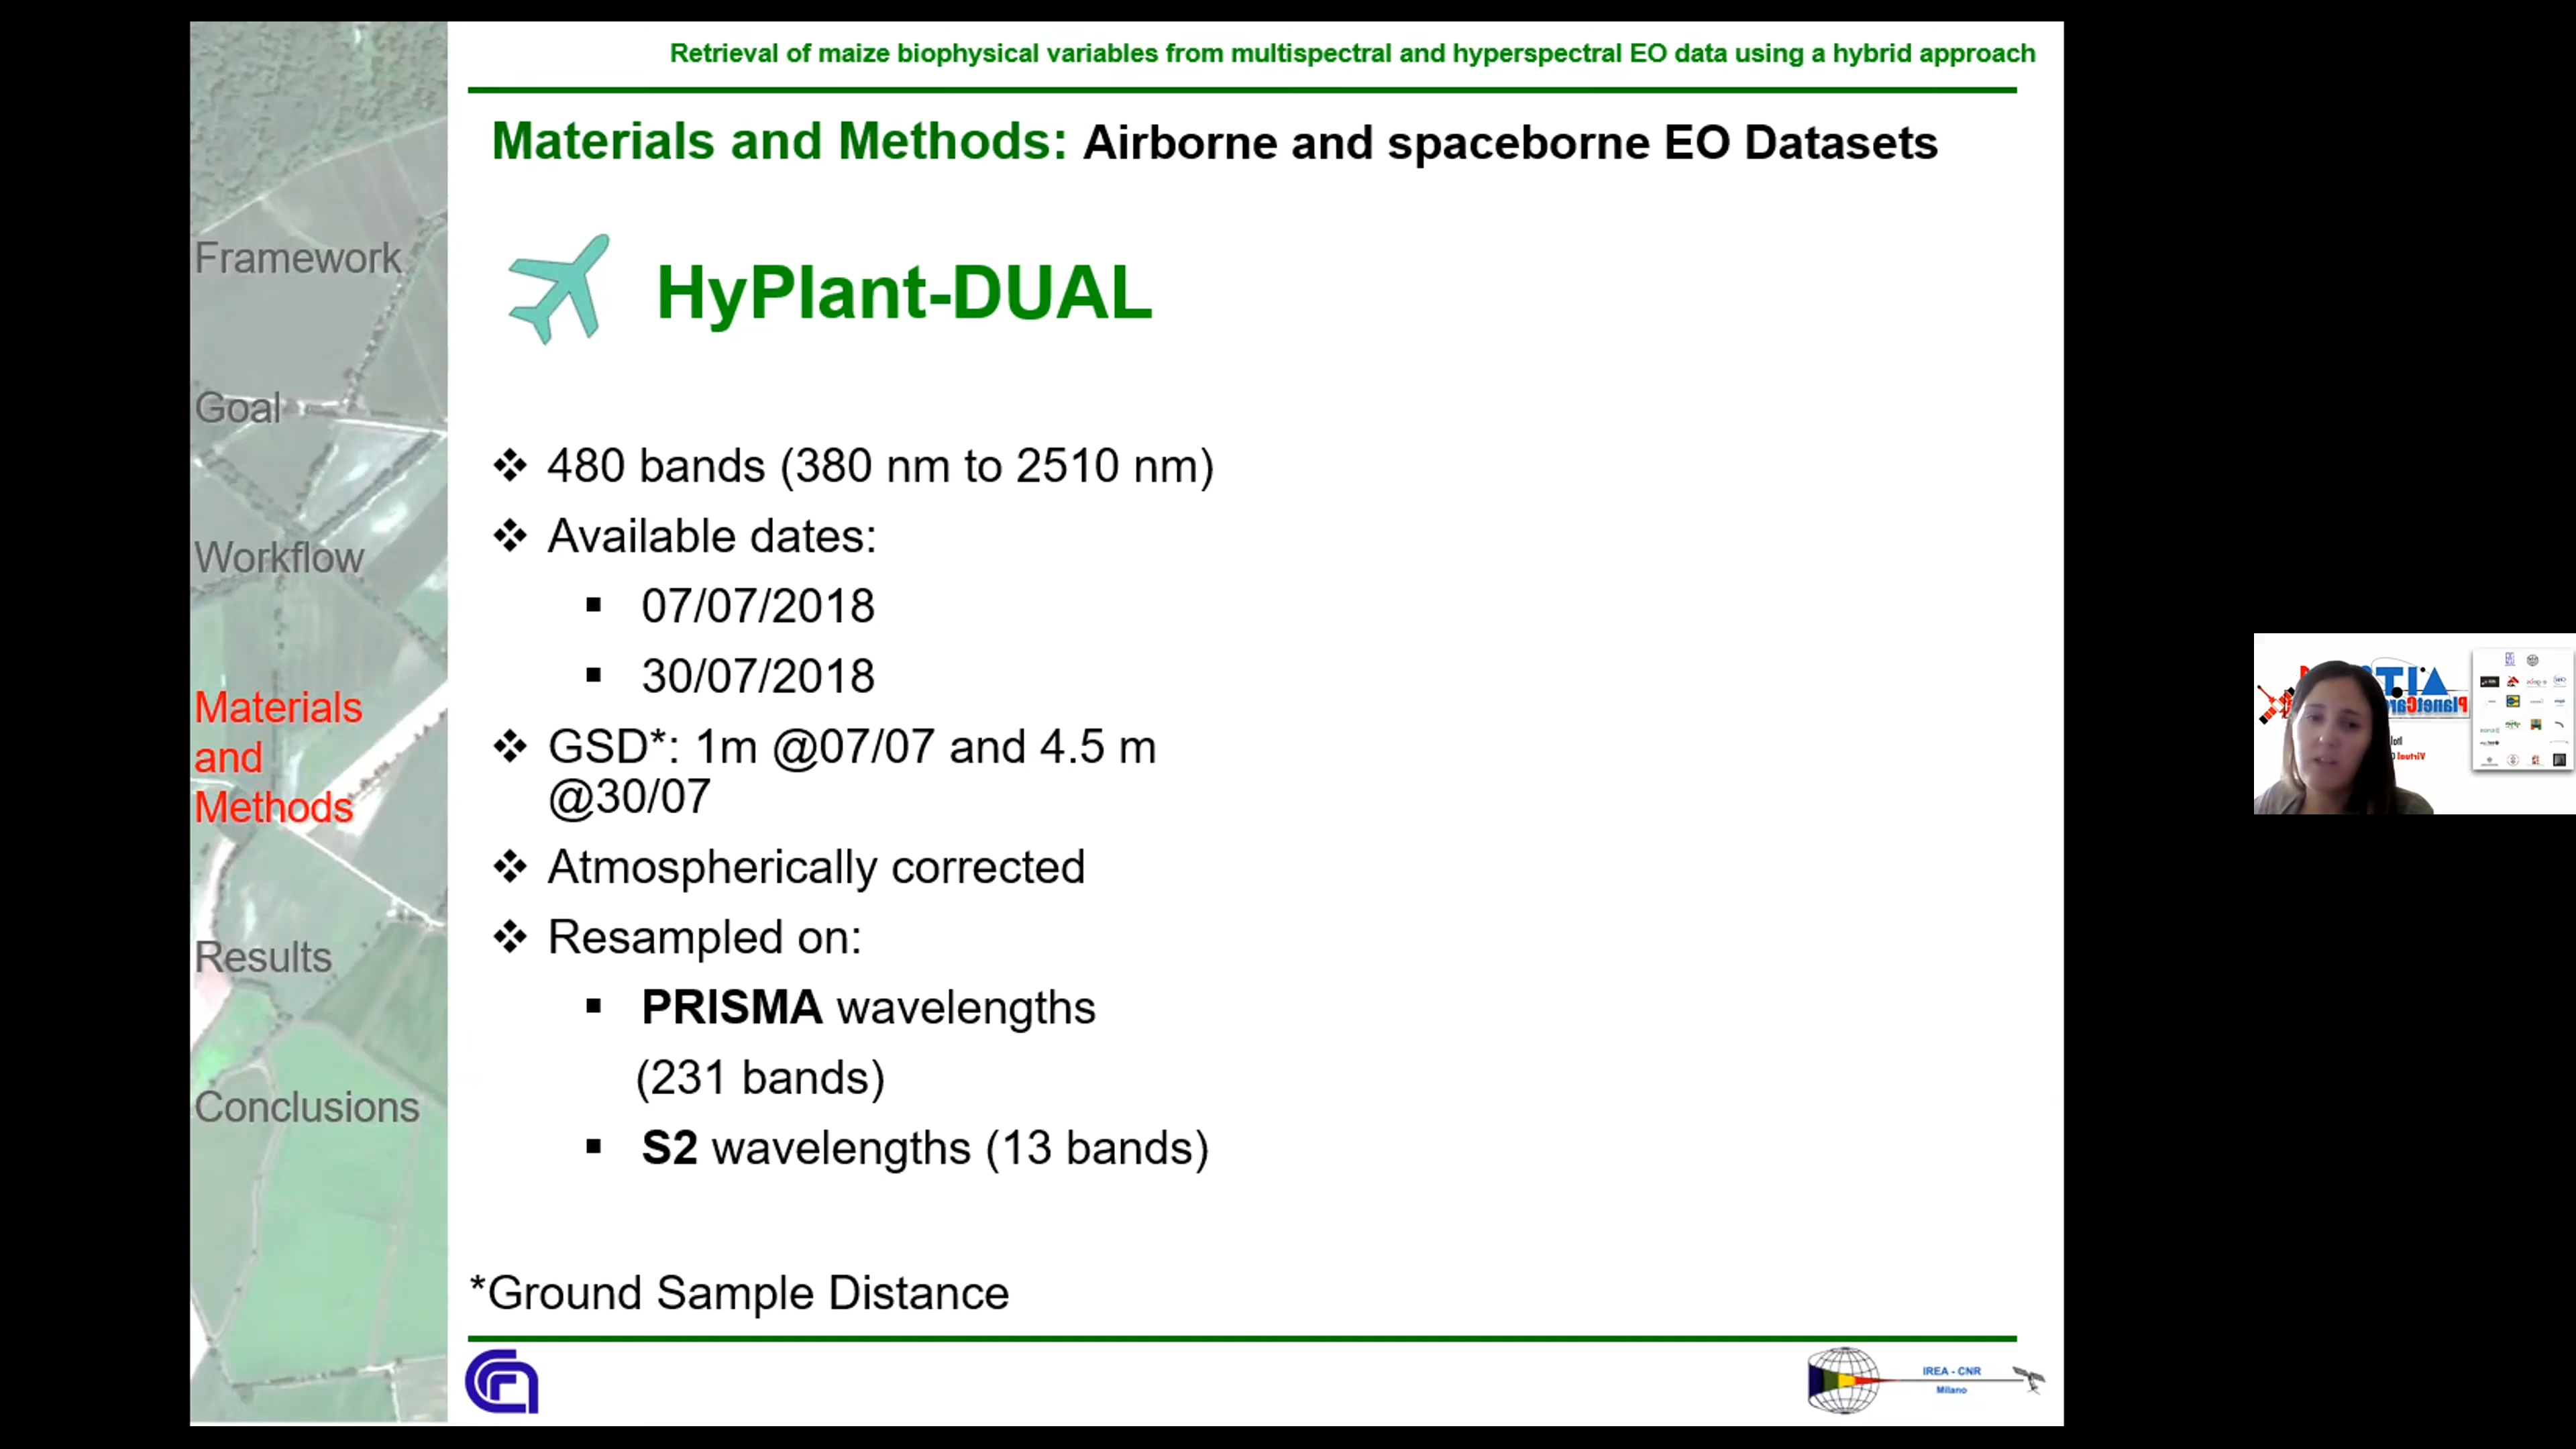 Retrieval of maize biophysical variables from multispectral and hyperspectral EO data using a hybrid approach
Materials and Methods: Airborne and spaceborne EO Datasets
Framework
Goal
Workflow
Materials
and
Methods
Results
Conclusions
HyPlant-DUAL
❖ 480 bands (380 nm to 2510 nm)
❖ Available dates:
▪ 07/07/2018
▪ 30/07/2018
❖ GSD*: 1m @07/07 and 4.5 m
@30/07
❖ Atmospherically corrected
❖ Resampled on:
▪ PRISMA wavelengths
(231 bands)
▪ S2 wavelengths (13 bands)
*Ground Sample Distance
IREA - CNR
Milano